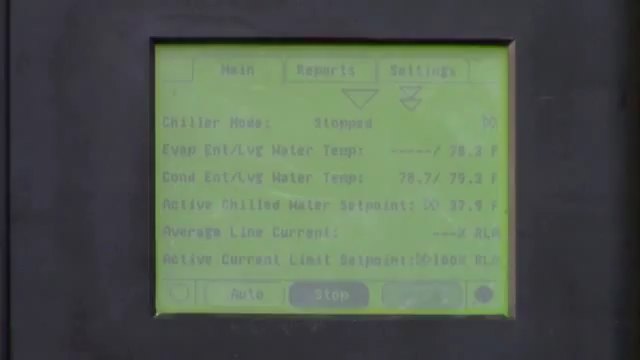 Main Reports Settings
Chiller Mode: Stopped
Evap Ent/Lvg Water Temp: -----/ 78.3 F
Cond Ent/Lvg Water Temp: 78.7/ 79.3 F
Active Chilled Water Setpoint: 37.9 F
Average Line Current: ---% RLA
Active Current Limit Setpoint: 100% RLA
Auto Stop